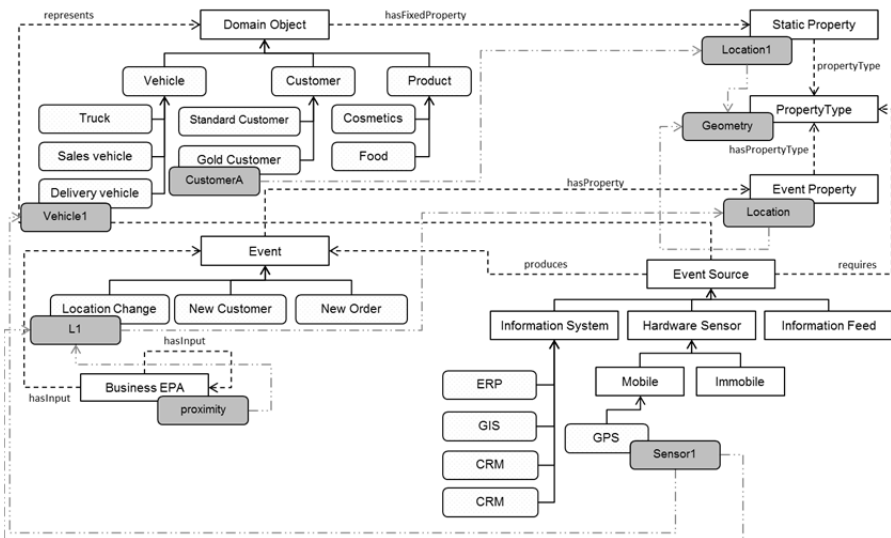 represents
Domain Object
hasFixedProperty
Static Property
Location1
propertyType
Vehicle
Customer
Product
PropertyType
Truck
Standard Customer
Cosmetics
Geometry
hasPropertyType
Sales vehicle
Gold Customer
Food
CustomerA
Delivery vehicle
hasProperty
Event Property
Vehicle1
Location
Event
produces
Event Source
requires
Location Change
New Customer
New Order
L1
Information System
Hardware Sensor
Information Feed
hasInput
Business EPA
hasInput
proximity
ERP
Mobile
Immobile
GIS
GPS
Sensor1
CRM
CRM